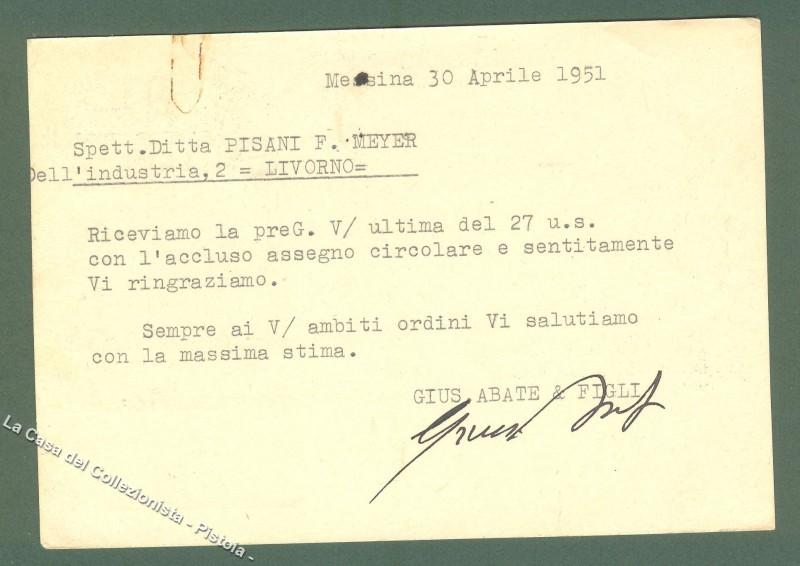 Messina 30 Aprile 1951
Spett.Ditta PISANI F. MEYER
Dell'industria,2 = LIVORNO=
Riceviamo la preG. V/ ultima del 27 u.s.
con l'accluso assegno circolare e sentitamente
Vi ringraziamo.
Sempre ai V/ ambiti ordini Vi salutiamo
con la massima stima.
GIUS ABATE & FIGLI
La Casa del Collezionista - Pistoia -